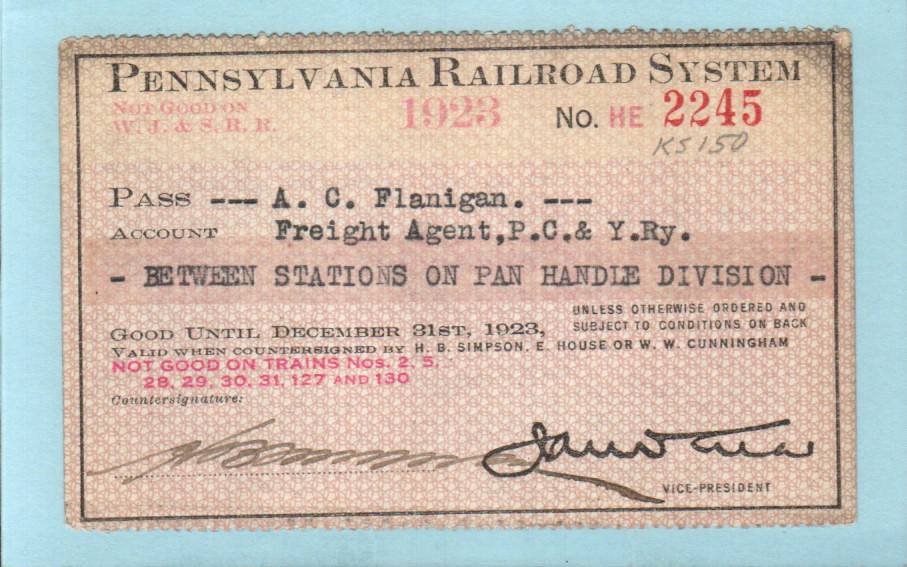 PENNSYLVANIA RAILROAD SYSTEM
NOT GOOD ON
W. J. & S. R. R.
1923
No. HE 2245
KS 150
PASS --- A. C. Flanigan. ---
ACCOUNT Freight Agent,P.C.& Y.Ry.
- BETWEEN STATIONS ON PAN HANDLE DIVISION -
UNLESS OTHERWISE ORDERED AND
SUBJECT TO CONDITIONS ON BACK
GOOD UNTIL DECEMBER 31ST, 1923,
VALID WHEN COUNTERSIGNED BY H. B. SIMPSON, E. HOUSE OR W. W. CUNNINGHAM
NOT GOOD ON TRAINS Nos. 2, 5,
28, 29, 30, 31, 127 AND 130
Countersignature:
VICE-PRESIDENT